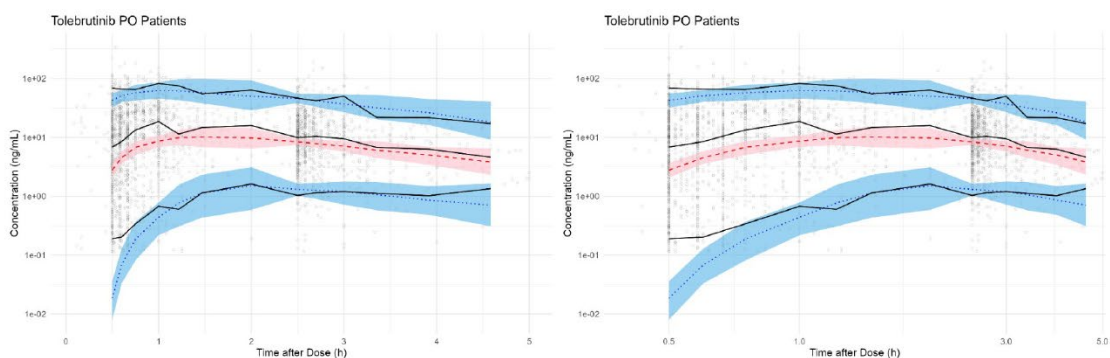 Tolebrutinib PO Patients
Concentration (ng/mL)
1e+02
1e+01
1e+00
1e-01
1e-02
0 1 2 3 4 5
Time after Dose (h)
Tolebrutinib PO Patients
Concentration (ng/mL)
1e+02
1e+01
1e+00
1e-01
1e-02
0.5 1.0 3.0 5.0
Time after Dose (h)